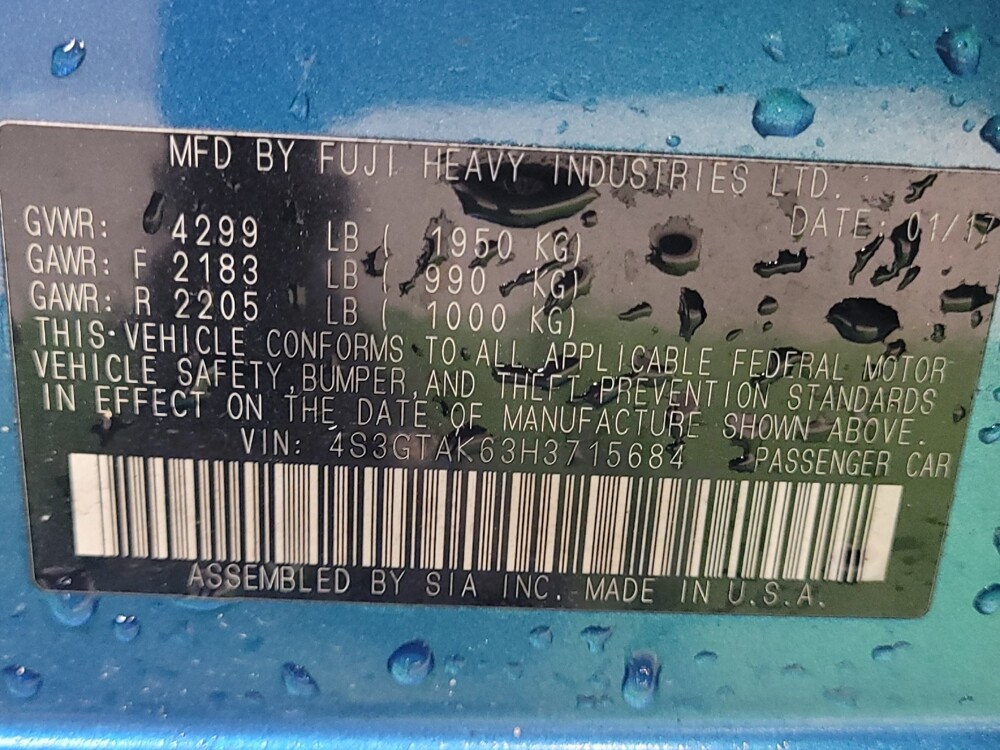 MFD BY FUJI HEAVY INDUSTRIES LTD.
DATE: 01/17
GVWR: 4299 LB ( 1950 KG)
GAWR: F 2183 LB ( 990 KG)
GAWR: R 2205 LB ( 1000 KG)
THIS VEHICLE CONFORMS TO ALL APPLICABLE FEDERAL MOTOR
VEHICLE SAFETY, BUMPER, AND THEFT PREVENTION STANDARDS
IN EFFECT ON THE DATE OF MANUFACTURE SHOWN ABOVE.
VIN: 4S3GTAK63H3715684 PASSENGER CAR
ASSEMBLED BY SIA INC. MADE IN U.S.A.